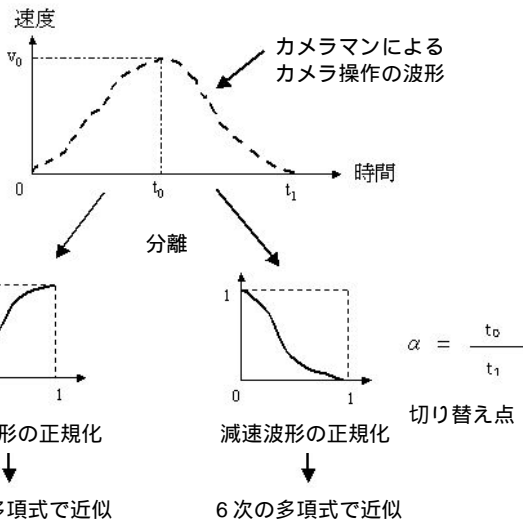 速度
v₀
カメラマンによる
カメラ操作の波形
時間
0
t₀
t₁
分離
1
1
0
1
α = t₀ / t₁
切り替え点
形の正規化
減速波形の正規化
多項式で近似
6次の多項式で近似